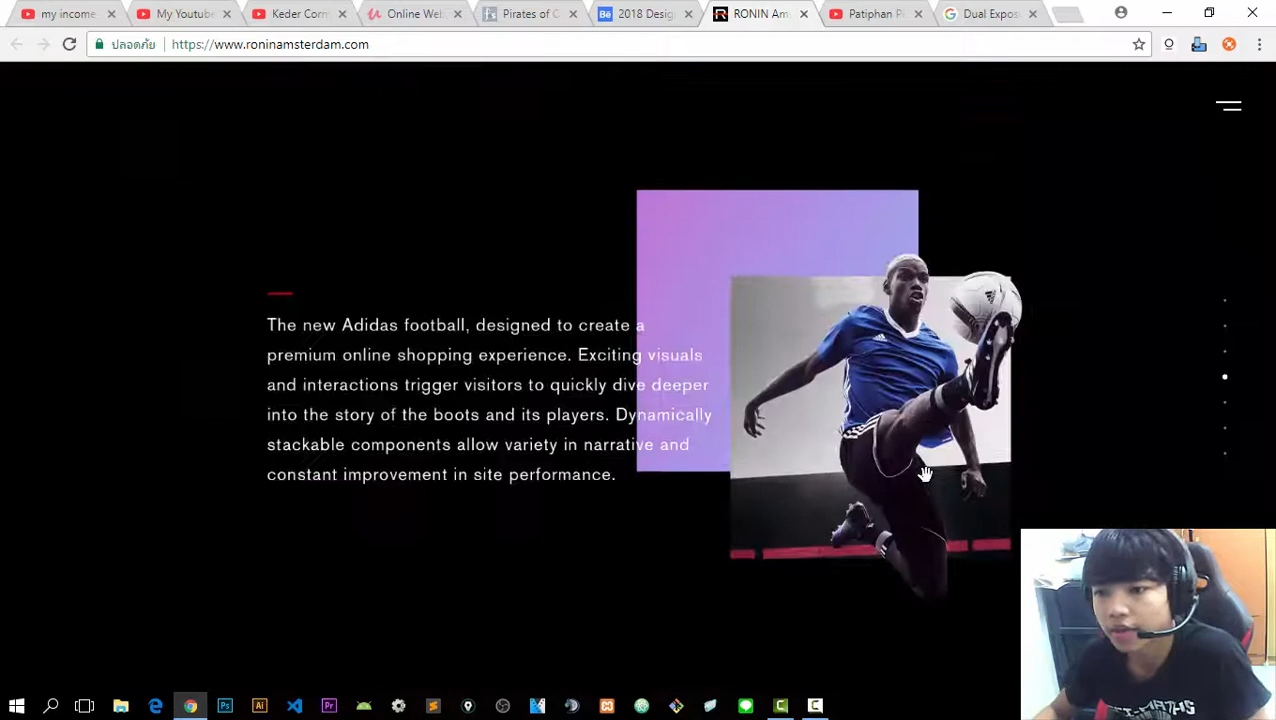 my income
My Youtube
Keder Corm
Online Web
Pirates of C
2018 Desig
RONIN Am
Patiphan P
Dual Expos
ปลอดภัย
https://www.roninamsterdam.com
The new Adidas football, designed to create a
premium online shopping experience. Exciting visuals
and interactions trigger visitors to quickly dive deeper
into the story of the boots and its players. Dynamically
stackable components allow variety in narrative and
constant improvement in site performance.